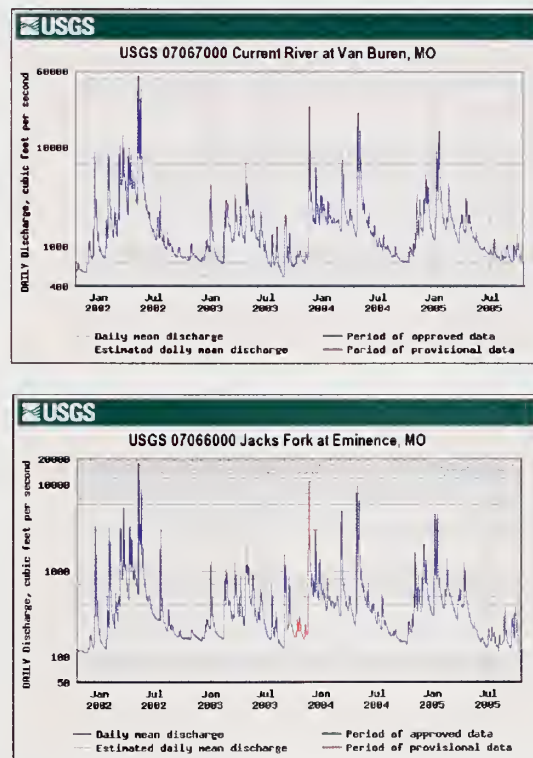 USGS
USGS 07067000 Current River at Van Buren, MO
DAILY Discharge, cubic feet per second
60000
10000
1000
400
Jan Jul Jan Jul Jan Jul Jan Jul
2002 2002 2003 2003 2004 2004 2005 2005
Daily mean discharge Period of approved data
Estimated daily mean discharge Period of provisional data
USGS
USGS 07066000 Jacks Fork at Eminence, MO
DAILY Discharge, cubic feet per second
20000
10000
1000
100
50
Jan Jul Jan Jul Jan Jul Jan Jul
2002 2002 2003 2003 2004 2004 2005 2005
Daily mean discharge Period of approved data
Estimated daily mean discharge Period of provisional data